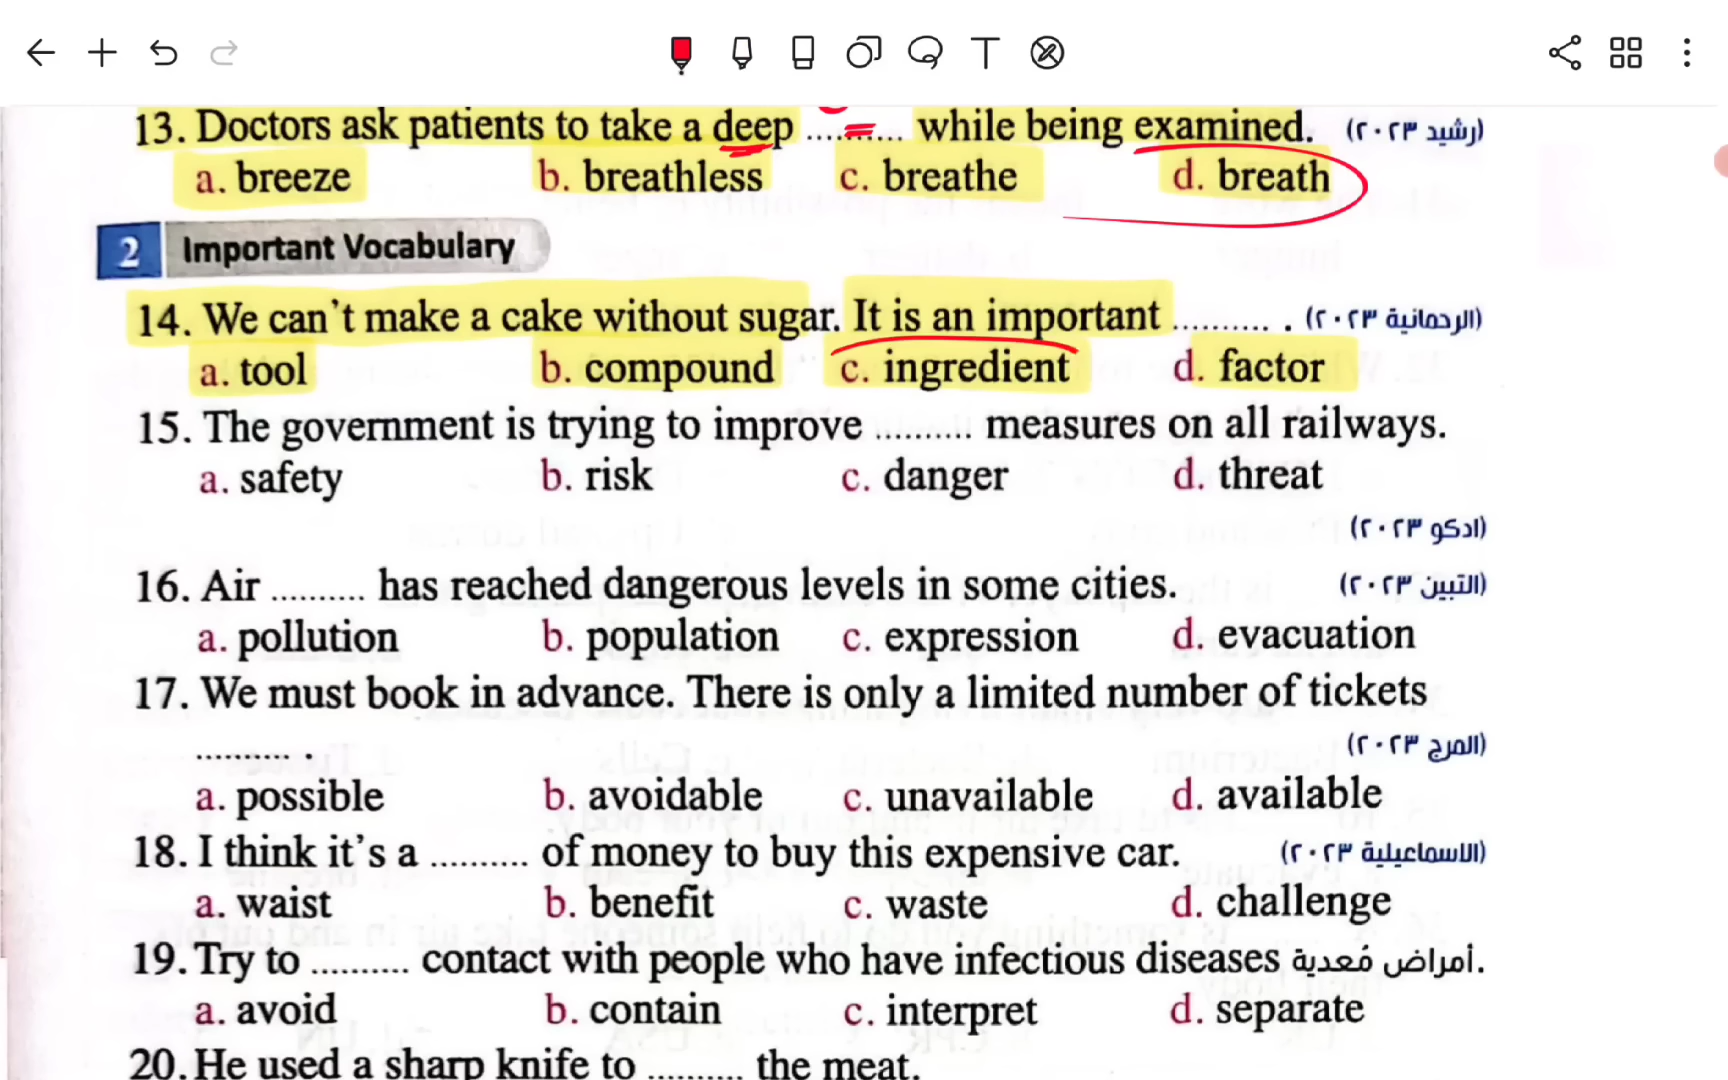 13. Doctors ask patients to take a deep .......... while being examined. (رشيد ٢٠٢٣)
a. breeze b. breathless c. breathe d. breath
2 Important Vocabulary
14. We can't make a cake without sugar. It is an important .......... . (الرحمانية ٢٠٢٣)
a. tool b. compound c. ingredient d. factor
15. The government is trying to improve .......... measures on all railways.
a. safety b. risk c. danger d. threat
(ادكو ٢٠٢٣)
16. Air .......... has reached dangerous levels in some cities. (التبين ٢٠٢٣)
a. pollution b. population c. expression d. evacuation
17. We must book in advance. There is only a limited number of tickets
.......... . (المرج ٢٠٢٣)
a. possible b. avoidable c. unavailable d. available
18. I think it's a .......... of money to buy this expensive car. (الاسماعيلية ٢٠٢٣)
a. waist b. benefit c. waste d. challenge
19. Try to .......... contact with people who have infectious diseases أمراض مُعدية.
a. avoid b. contain c. interpret d. separate
20. He used a sharp knife to .......... the meat.